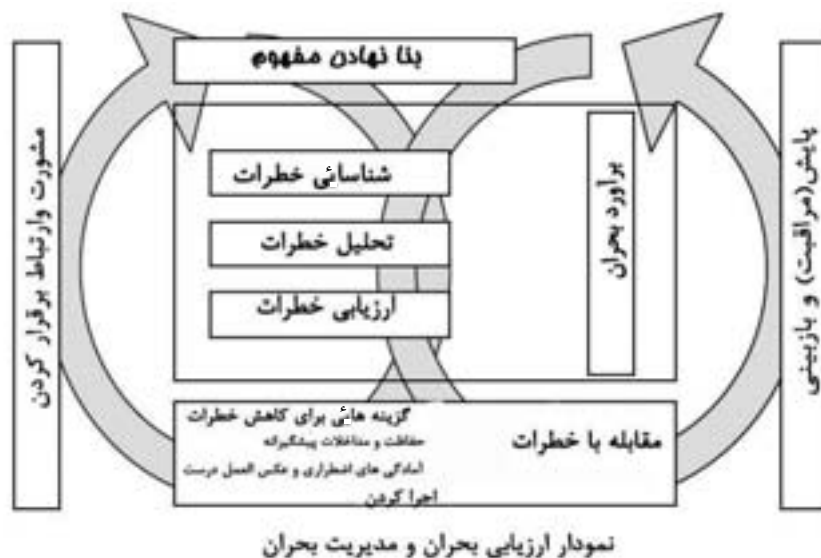 بنا نهادن مفهوم
پایش(مراقبت) و بازبینی
برآورد بحران
شناسائی خطرات
تحلیل خطرات
ارزیابی خطرات
مشورت وارتباط برقرار کردن
مقابله با خطرات
گزینه هائی برای کاهش خطرات
حفاظت و مداخلات پیشگیرانه
آمادگی های اضطراری و عکس العمل درست
اجرا کردن
نمودار ارزیابی بحران و مدیریت بحران